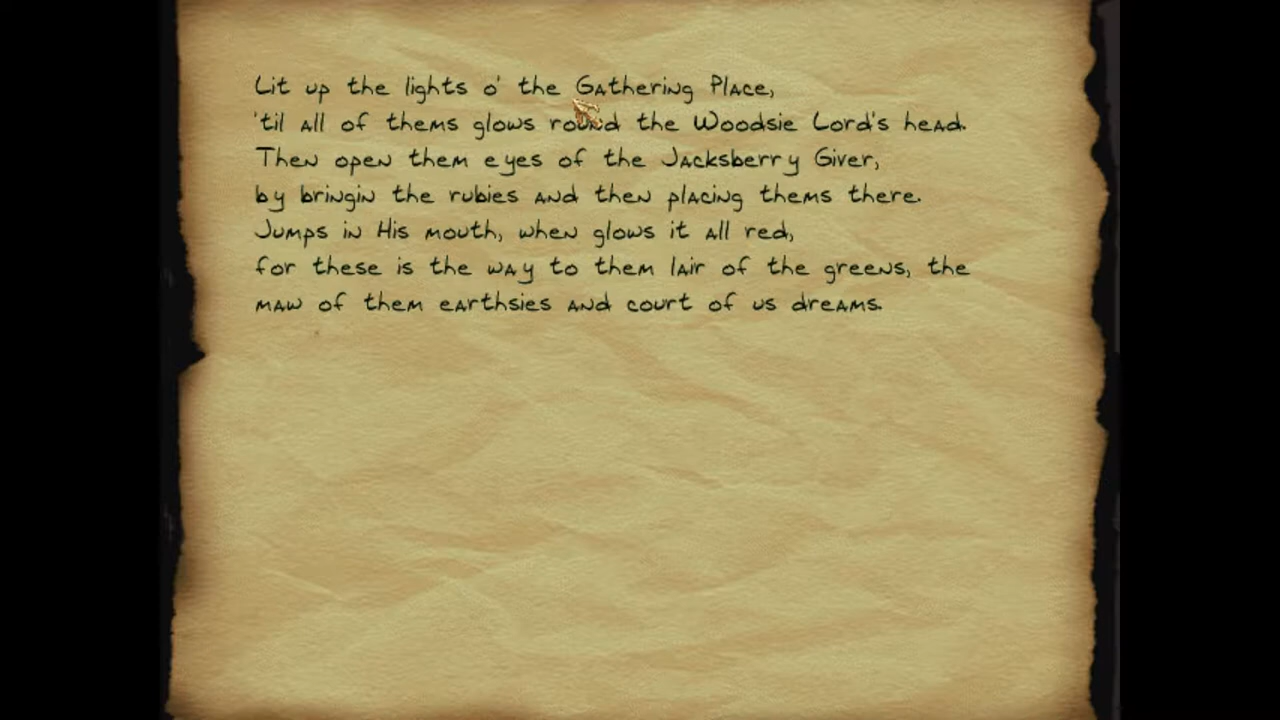 Lit up the lights o' the Gathering Place,
'til all of thems glows round the Woodsie Lord's head.
Then open them eyes of the Jacksberry Giver,
by bringin the rubies and then placing thems there.
Jumps in His mouth, when glows it all red,
for these is the way to them lair of the greens, the
maw of them earthsies and court of us dreams.